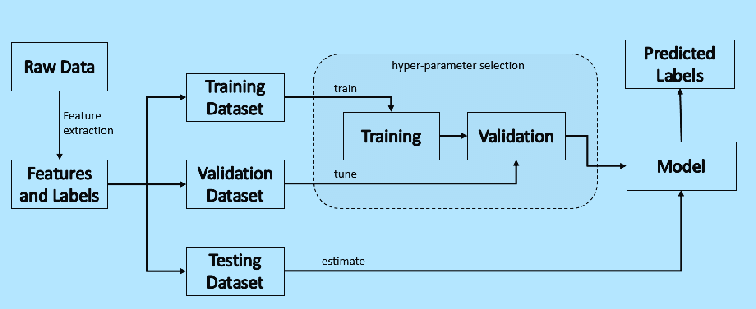 Raw Data
Feature
extraction
Features
and Labels
Training
Dataset
Validation
Dataset
Testing
Dataset
hyper-parameter selection
train
Training
Validation
tune
estimate
Predicted
Labels
Model